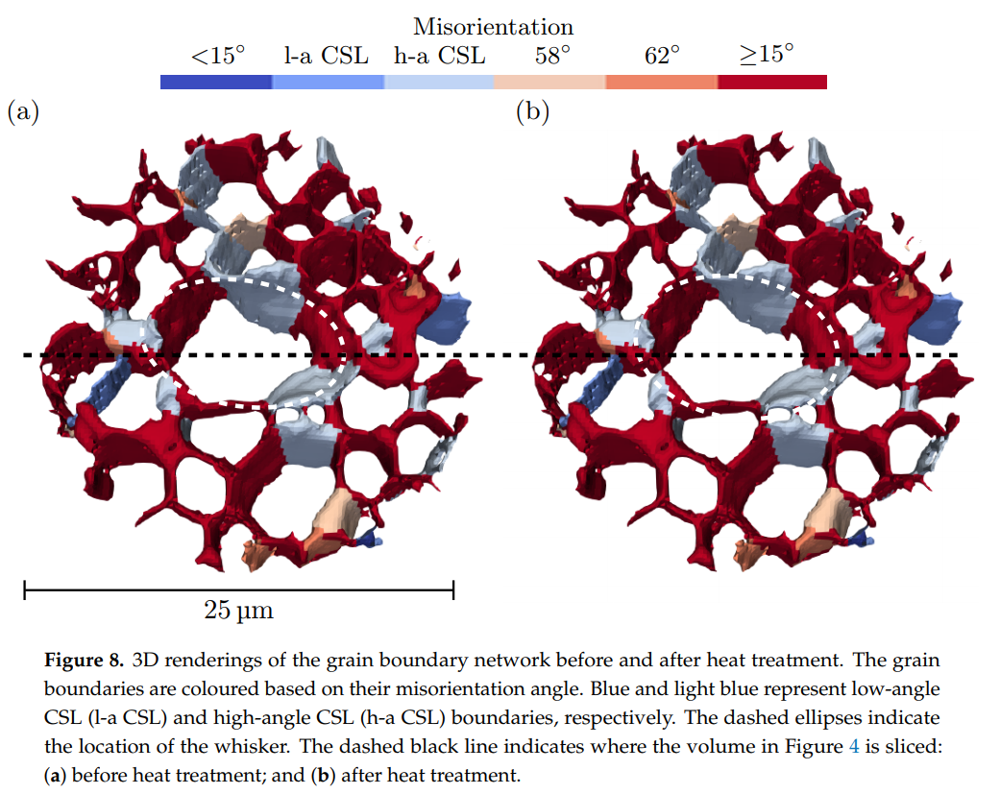 Misorientation
<15° l-a CSL h-a CSL 58° 62° ≥15°
(a) (b)
25 µm
Figure 8. 3D renderings of the grain boundary network before and after heat treatment. The grain
boundaries are coloured based on their misorientation angle. Blue and light blue represent low-angle
CSL (l-a CSL) and high-angle CSL (h-a CSL) boundaries, respectively. The dashed ellipses indicate
the location of the whisker. The dashed black line indicates where the volume in Figure 4 is sliced:
(a) before heat treatment; and (b) after heat treatment.